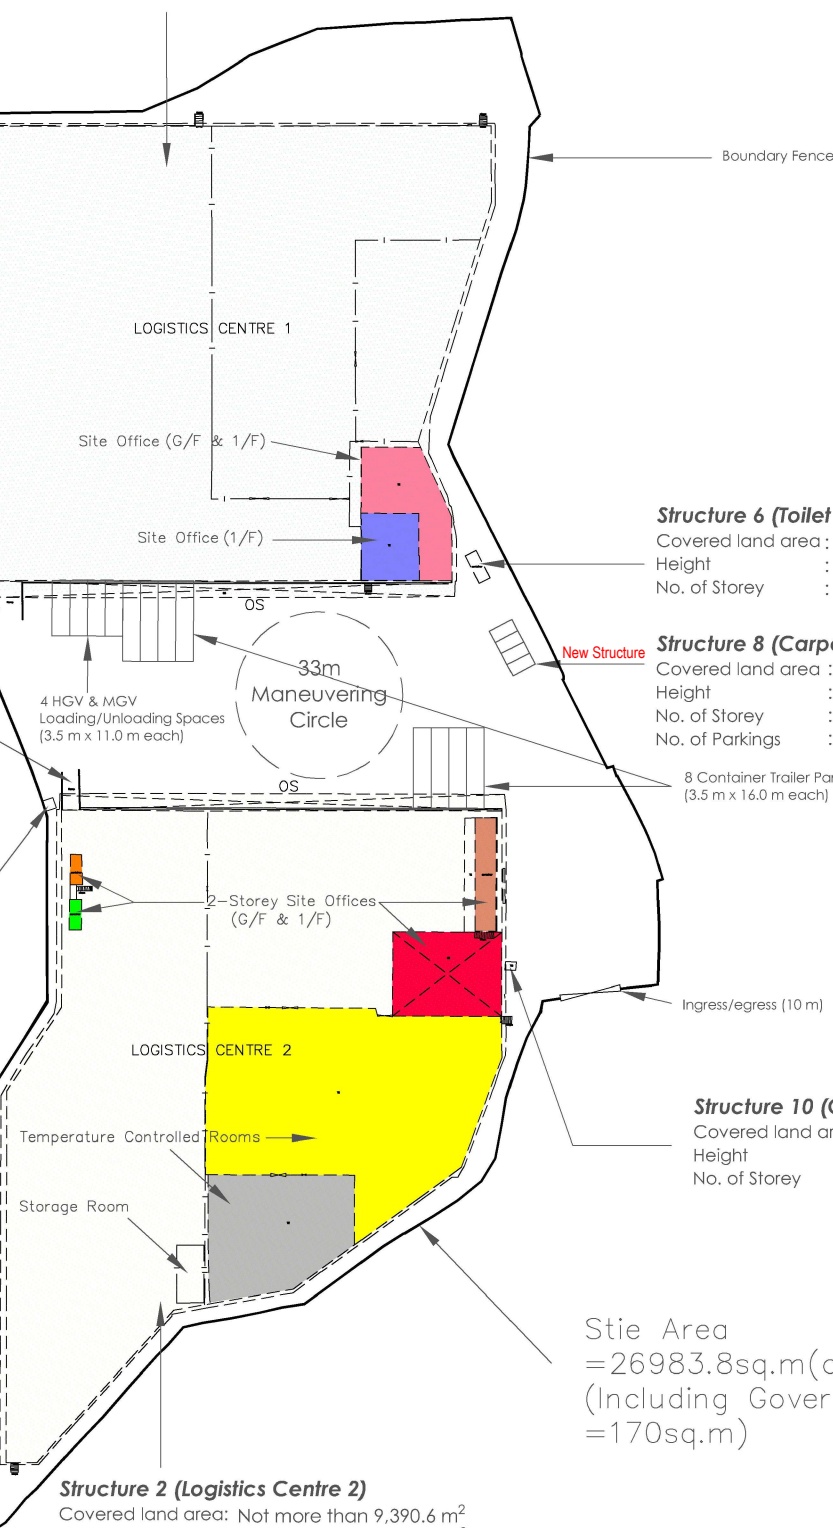 Boundary Fence
LOGISTICS CENTRE 1
Site Office (G/F & 1/F)
Site Office (1/F)
Structure 6 (Toilet
Covered land area :
Height :
No. of Storey :
OS
33m
Maneuvering
Circle
New Structure
Structure 8 (Carpo
Covered land area :
Height :
No. of Storey :
No. of Parkings :
4 HGV & MGV
Loading/Unloading Spaces
(3.5 m x 11.0 m each)
8 Container Trailer Par
(3.5 m x 16.0 m each)
OS
2-Storey Site Offices
(G/F & 1/F)
Ingress/egress (10 m)
LOGISTICS CENTRE 2
Structure 10 (
Covered land ar
Height
No. of Storey
Temperature Controlled Rooms
Storage Room
Stie Area
=26983.8sq.m(
(Including Gover
=170sq.m)
Structure 2 (Logistics Centre 2)
Covered land area: Not more than 9,390.6 m²